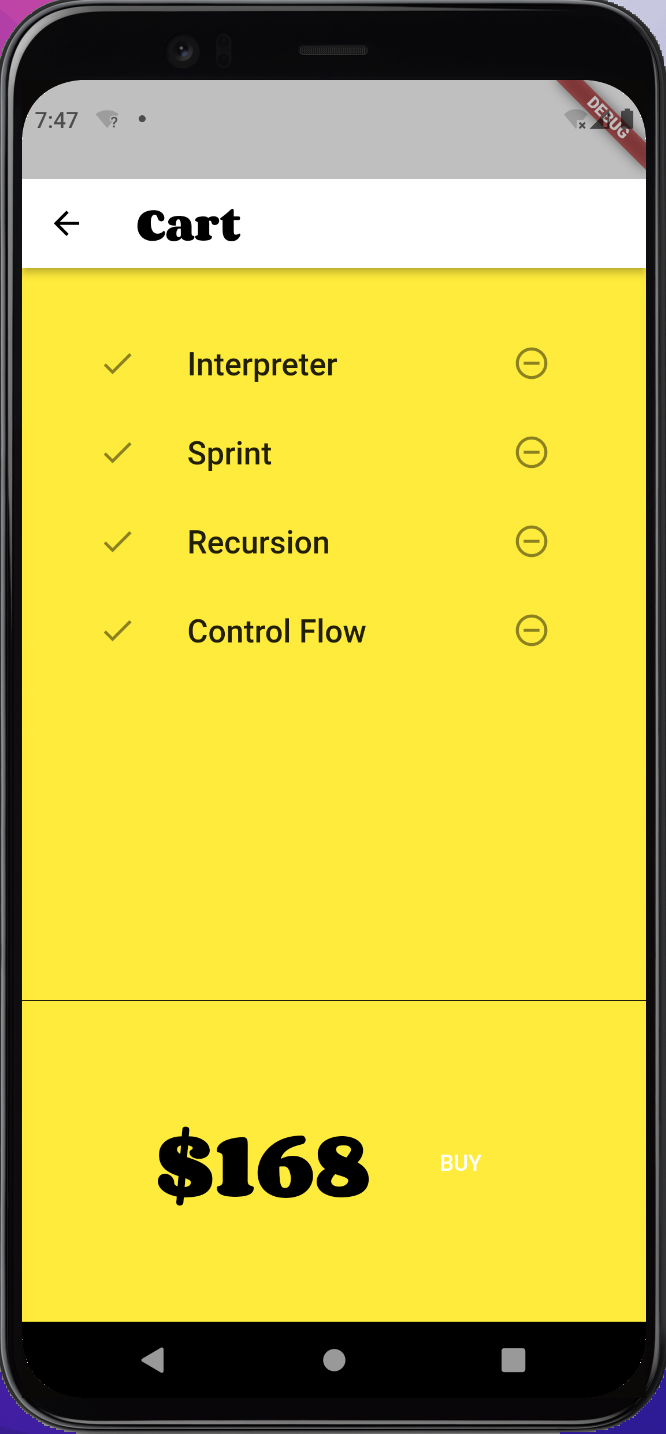 7:47
DEBUG
Cart
Interpreter
Sprint
Recursion
Control Flow
$168
BUY